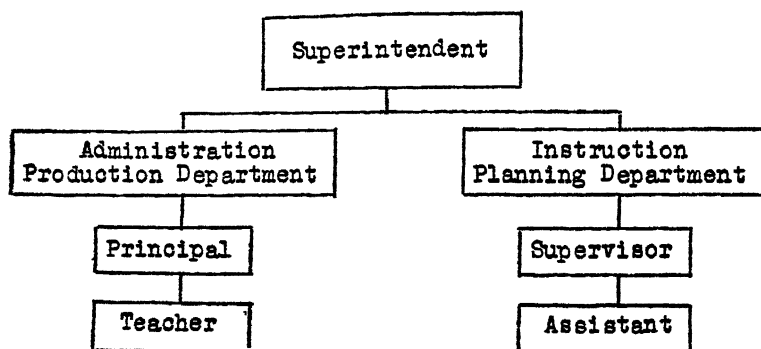 Superintendent
Administration
Production Department
Instruction
Planning Department
Principal
Supervisor
Teacher
Assistant